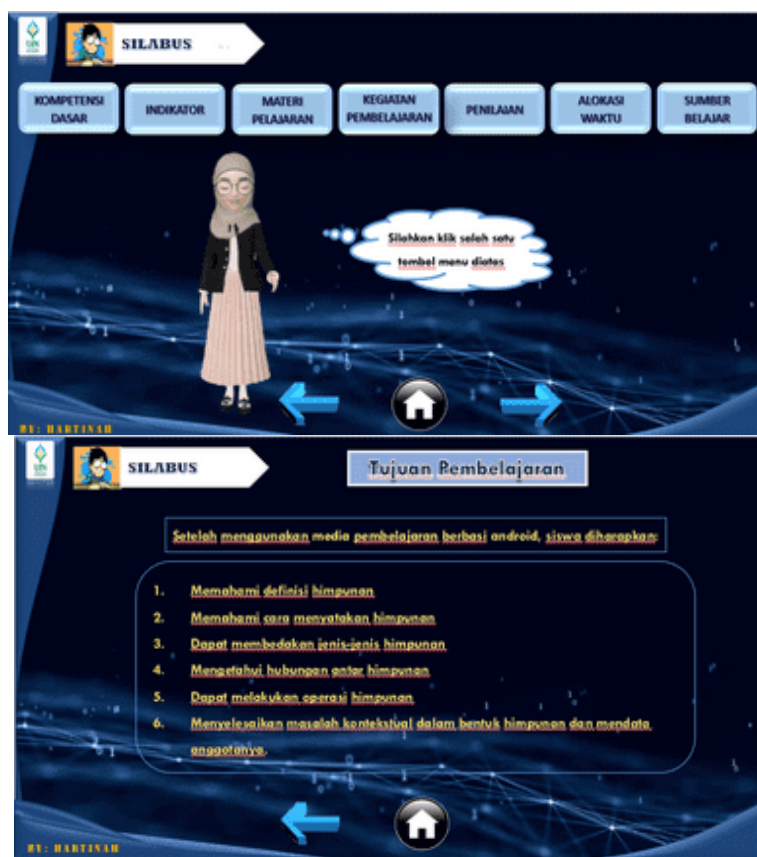 UIN
SILABUS
KOMPETENSI
DASAR
INDIKATOR
MATERI
PELAJARAN
KEGIATAN
PEMBELAJARAN
PENILAIAN
ALOKASI
WAKTU
SUMBER
BELAJAR
Silahkan klik salah satu
tombol menu diatas
BY: HARTINAH
UIN
SILABUS
Tujuan Pembelajaran
Setelah menggunakan media pembelajaran berbasi android, siswa diharapkan:
1. Memahami definisi himpunan
2. Memahami cara menyatakan himpunan
3. Dapat membedakan jenis-jenis himpunan
4. Mengetahui hubungan antar himpunan
5. Dapat melakukan operasi himpunan
6. Menyelesaikan masalah kontekstual dalam bentuk himpunan dan mendata
anggotanya.
BY: HARTINAH